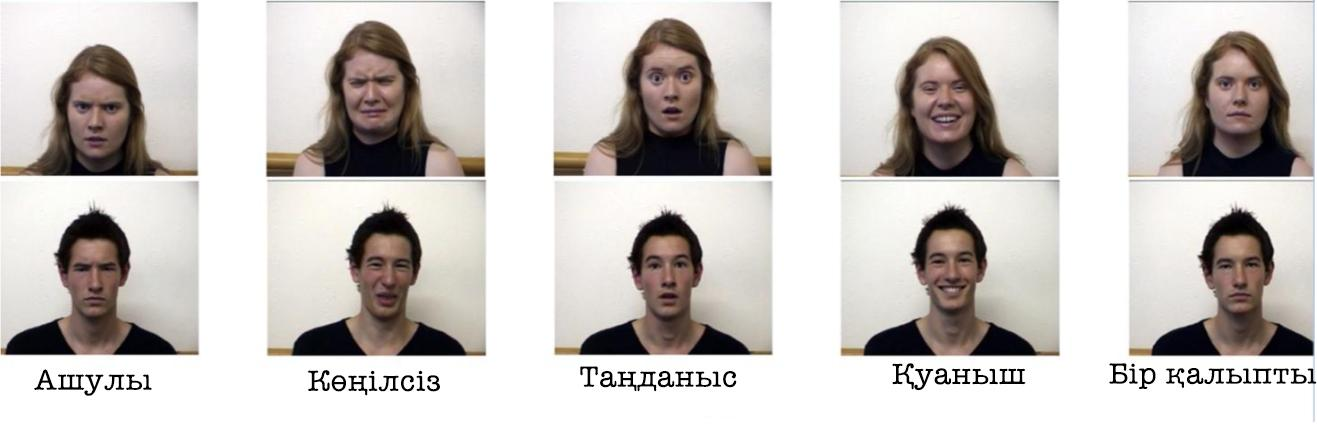 Ашулы
Көңілсіз
Таңданыс
Қуаныш
Бір қалыпты